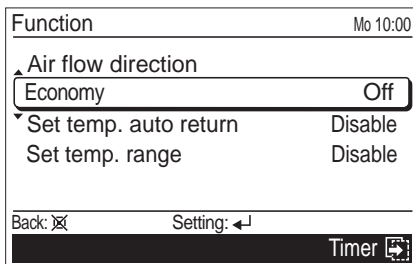 Function Mo 10:00
Air flow direction
Economy Off
Set temp. auto return Disable
Set temp. range Disable
Back: Setting:
Timer